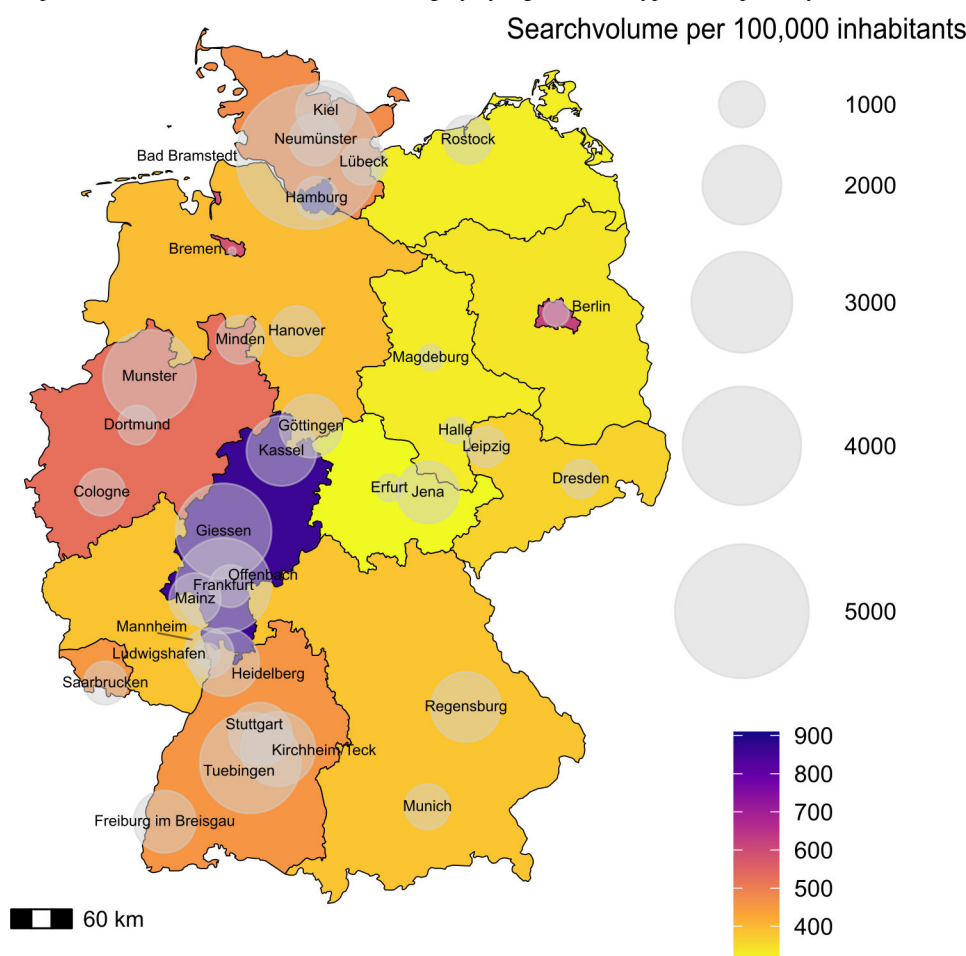 Searchvolume per 100,000 inhabitants
1000
2000
3000
4000
5000
Kiel
Neumünster
Rostock
Bad Bramstedt
Lübeck
Hamburg
Bremen
Berlin
Hanover
Minden
Magdeburg
Munster
Dortmund
Göttingen
Halle
Kassel
Leipzig
Dresden
Cologne
Erfurt
Jena
Giessen
Offenbach
Frankfurt
Mainz
Mannheim
Ludwigshafen
Heidelberg
Saarbrucken
Regensburg
Stuttgart
Kirchheim/Teck
Tuebingen
Munich
Freiburg im Breisgau
900
800
700
600
500
400
60 km